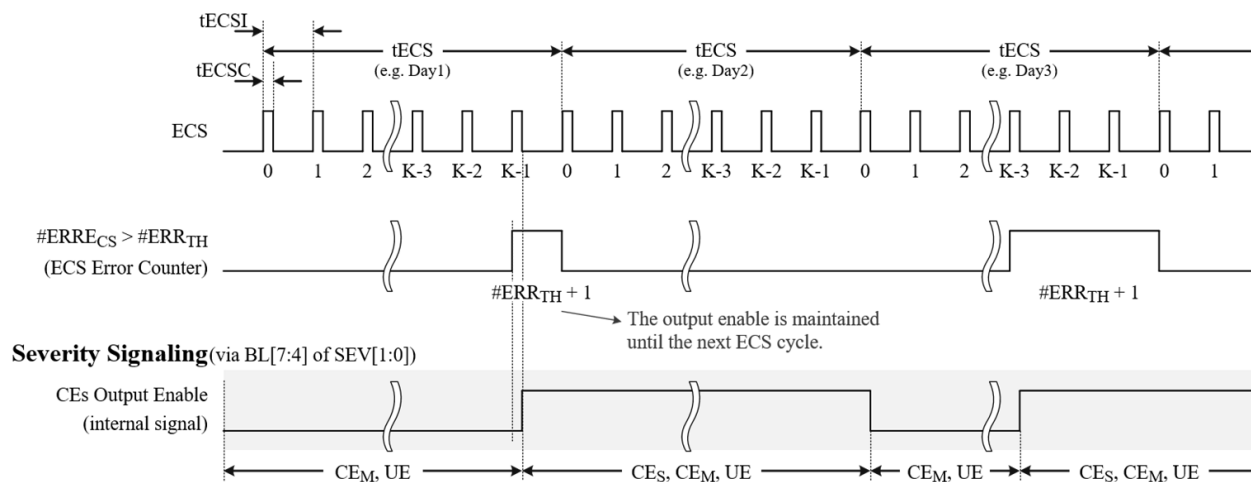 tECSI
tECS
tECS
tECS
(e.g. Day1)
(e.g. Day2)
(e.g. Day3)
tECSC
ECS
0 1 2 K-3 K-2 K-1 0 1 2 K-3 K-2 K-1 0 1 2 K-3 K-2 K-1 0 1
#ERRECS > #ERRTH
(ECS Error Counter)
#ERRTH + 1
#ERRTH + 1
The output enable is maintained
until the next ECS cycle.
Severity Signaling(via BL[7:4] of SEV[1:0])
CEs Output Enable
(internal signal)
CEM, UE
CES, CEM, UE
CEM, UE
CES, CEM, UE